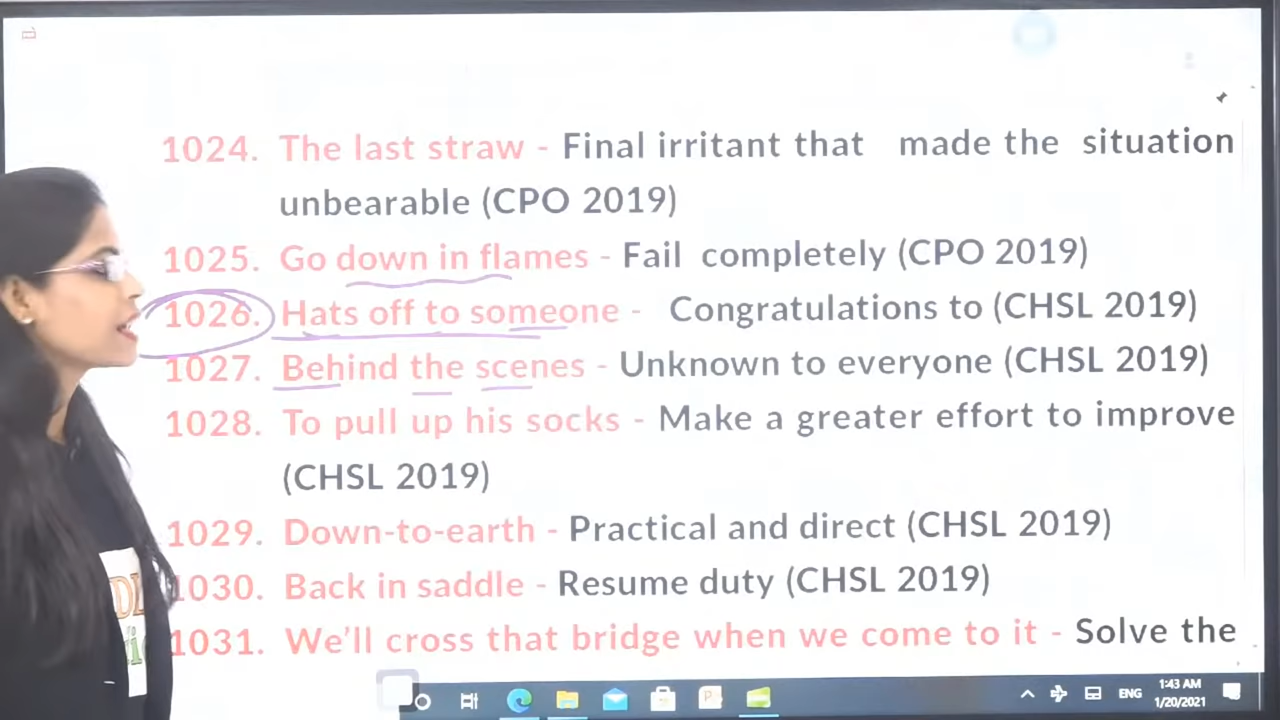 1024. The last straw - Final irritant that made the situation
unbearable (CPO 2019)
1025. Go down in flames - Fail completely (CPO 2019)
1026. Hats off to someone - Congratulations to (CHSL 2019)
1027. Behind the scenes - Unknown to everyone (CHSL 2019)
1028. To pull up his socks - Make a greater effort to improve
(CHSL 2019)
1029. Down-to-earth - Practical and direct (CHSL 2019)
1030. Back in saddle - Resume duty (CHSL 2019)
1031. We'll cross that bridge when we come to it - Solve the
ENG
1:43 AM
1/20/2021